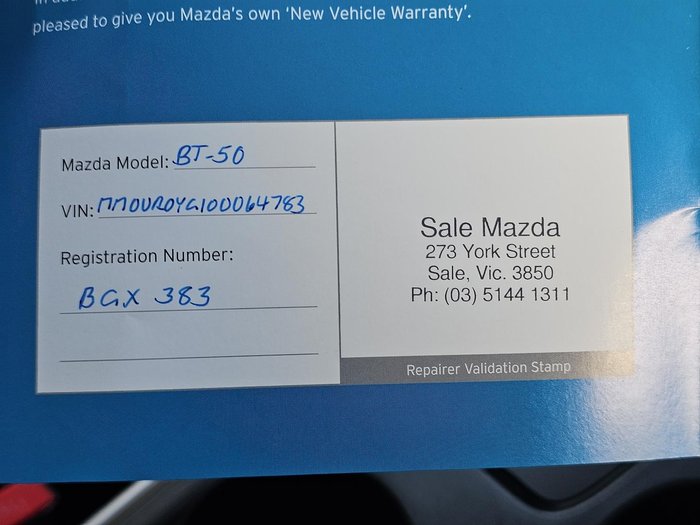 pleased to give you Mazda's own 'New Vehicle Warranty'.
Mazda Model: BT-50
VIN: MM0UR0YG100064783
Registration Number:
BGX 383
Sale Mazda
273 York Street
Sale, Vic. 3850
Ph: (03) 5144 1311
Repairer Validation Stamp